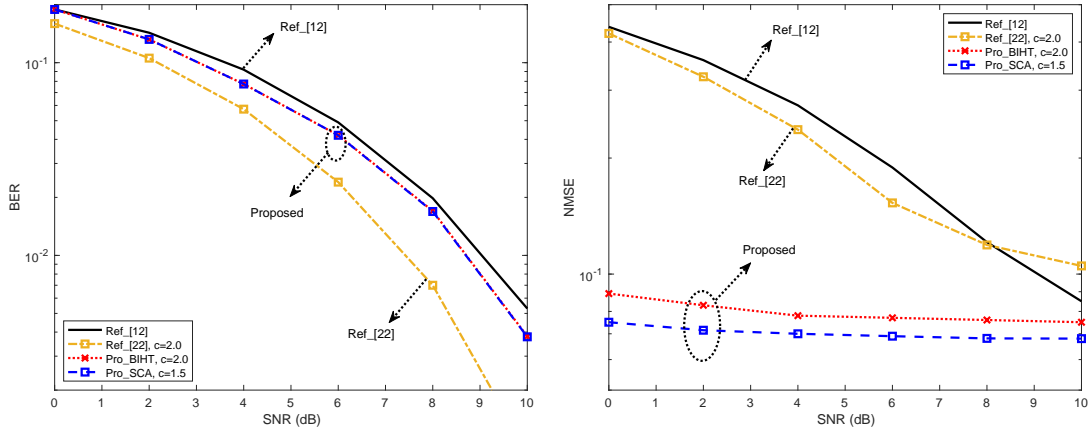 10^{-1}
10^{-2}
BER
0 1 2 3 4 5 6 7 8 9 10
SNR (dB)
Ref_[12]
Proposed
Ref_[22]
Ref_[12]
Ref_[22], c=2.0
Pro_BIHT, c=2.0
Pro_SCA, c=1.5
10^{-1}
NMSE
0 1 2 3 4 5 6 7 8 9 10
SNR (dB)
Ref_[12]
Ref_[22]
Proposed
Ref_[12]
Ref_[22], c=2.0
Pro_BIHT, c=2.0
Pro_SCA, c=1.5